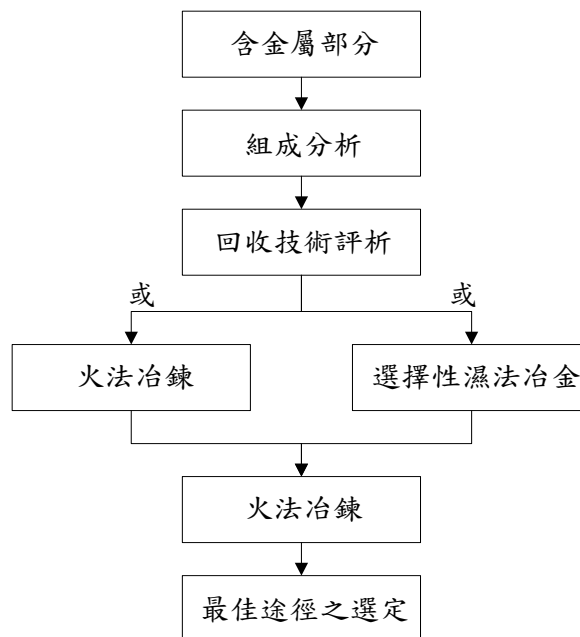 含金屬部分
組成分析
回收技術評析
或
或
火法冶鍊
選擇性濕法冶金
火法冶鍊
最佳途徑之選定